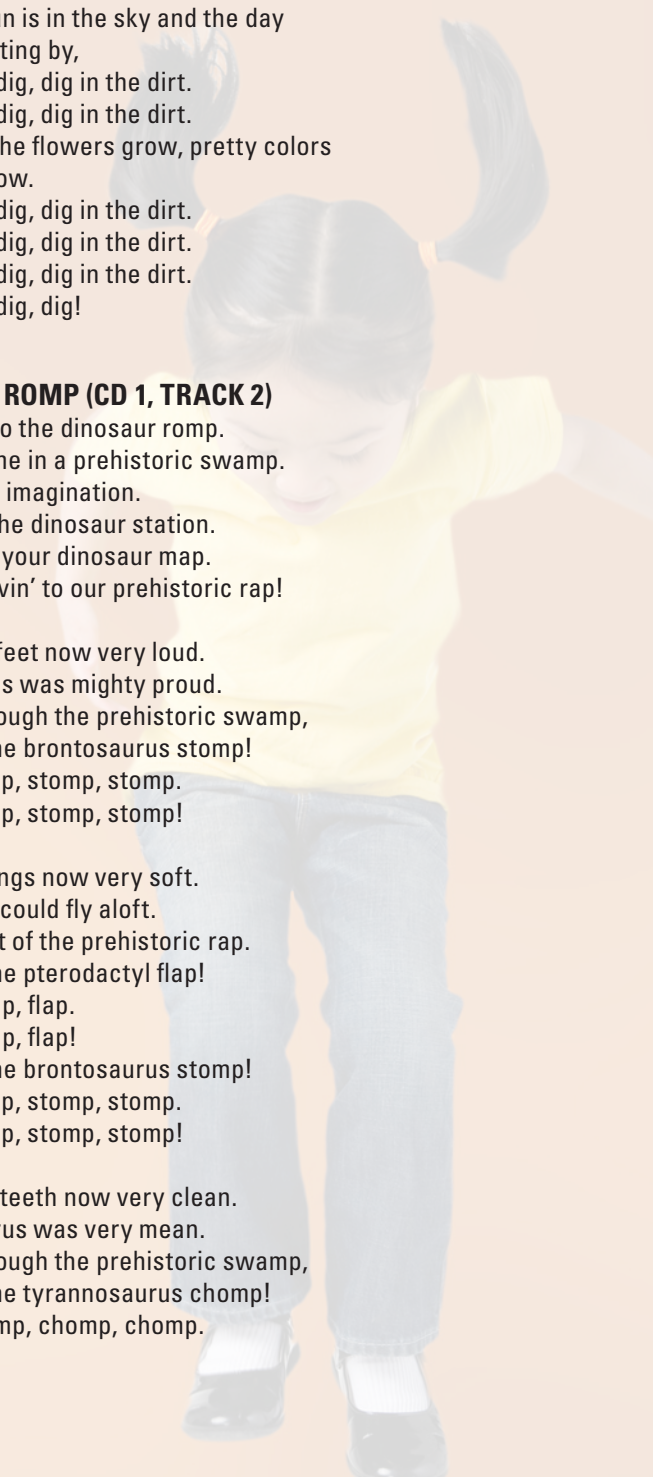 n is in the sky and the day
ting by,
dig, dig in the dirt.
dig, dig in the dirt.
he flowers grow, pretty colors
ow.
dig, dig in the dirt.
dig, dig in the dirt.
dig, dig in the dirt.
dig, dig!
ROMP (CD 1, TRACK 2)
o the dinosaur romp.
ne in a prehistoric swamp.
imagination.
he dinosaur station.
your dinosaur map.
vin’ to our prehistoric rap!
feet now very loud.
s was mighty proud.
ough the prehistoric swamp,
ne brontosaurus stomp!
p, stomp, stomp.
p, stomp, stomp!
ngs now very soft.
could fly aloft.
t of the prehistoric rap.
ne pterodactyl flap!
p, flap.
p, flap!
ne brontosaurus stomp!
p, stomp, stomp.
p, stomp, stomp!
teeth now very clean.
rus was very mean.
ough the prehistoric swamp,
ne tyrannosaurus chomp!
mp, chomp, chomp.